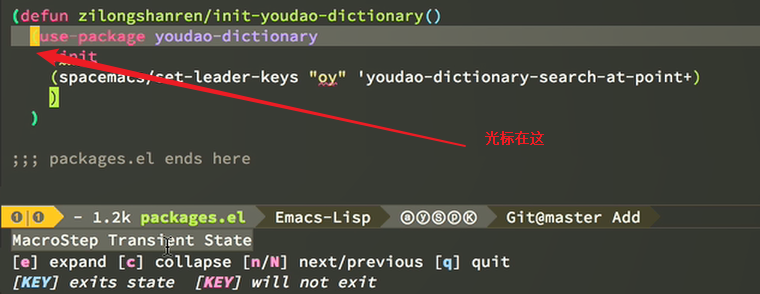 (defun zilongshanren/init-youdao-dictionary()
(use-package youdao-dictionary
:init
(spacemacs/set-leader-keys "oy" 'youdao-dictionary-search-at-point+)
)
)
光标在这
;;; packages.el ends here
❶|❶ - 1.2k packages.el Emacs-Lisp ⓐⓨⓢⓟⓚ Git@master Add
MacroStep Transient State
[e] expand [c] collapse [n/N] next/previous [q] quit
[KEY] exits state [KEY] will not exit